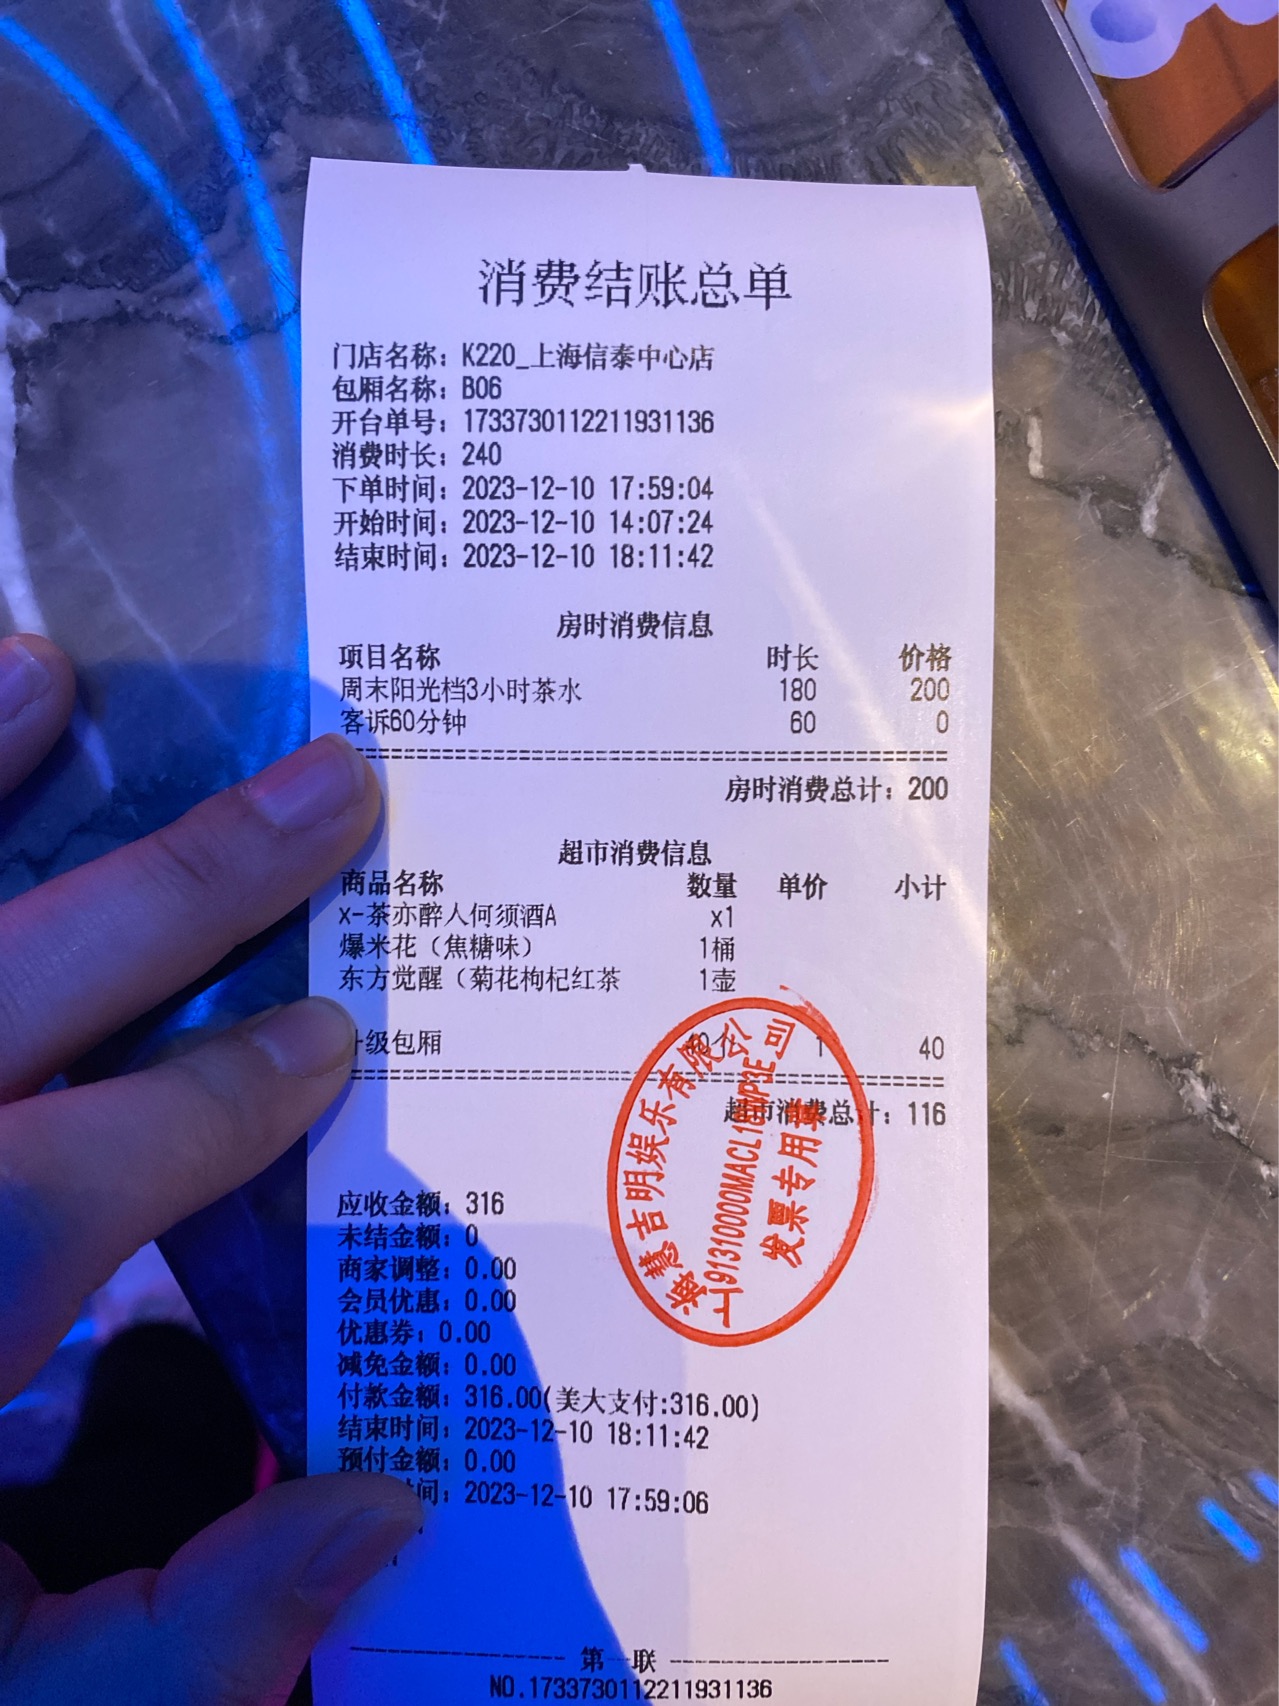 消费结账总单
门店名称：K220_上海信泰中心店
包厢名称：B06
开台单号：1733730112211931136
消费时长：240
下单时间：2023-12-10 17:59:04
开始时间：2023-12-10 14:07:24
结束时间：2023-12-10 18:11:42
房时消费信息
项目名称 时长 价格
周末阳光档3小时茶水 180 200
客诉60分钟 60 0
房时消费总计：200
超市消费信息
商品名称 数量 单价 小计
x-茶亦醉人何须酒A x1
爆米花（焦糖味） 1桶
东方觉醒（菊花枸杞红茶 1壶
级包厢 40个 1 40
超市消费总计：116
上海慧吉明娱乐有限公司
发票专用章
应收金额：316
未结金额：0
商家调整：0.00
会员优惠：0.00
优惠券：0.00
减免金额：0.00
付款金额：316.00(美大支付:316.00)
结束时间：2023-12-10 18:11:42
预付金额：0.00
间：2023-12-10 17:59:06
第一联
NO.1733730112211931136